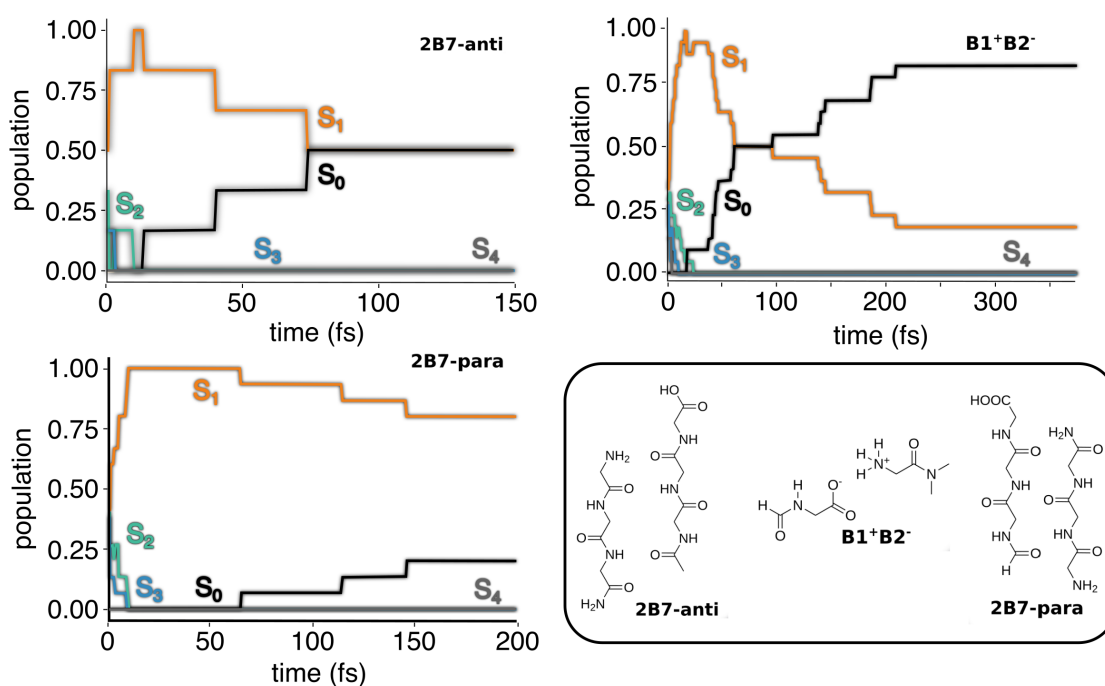 2B7-anti
population
1.00
0.75
0.50
0.25
0.00
S1
S0
S2
S3
S4
0
50
100
150
time (fs)
B1+B2-
population
1.00
0.75
0.50
0.25
0.00
S1
S2
S0
S3
S4
0
100
200
300
time (fs)
2B7-para
population
1.00
0.75
0.50
0.25
0.00
S1
S2
S3
S0
S4
0
50
100
150
200
time (fs)
HO
O
NH
O
O
NH
O
NH
O
NH2
O
HN
O
HN
O
H2N
2B7-anti
H
N
O-
O
H
O
H
H
N+
H
O
N
B1+B2-
HOOC
NH
O
NH
O
NH
O
H
H2N
O
HN
O
HN
O
NH2
2B7-para